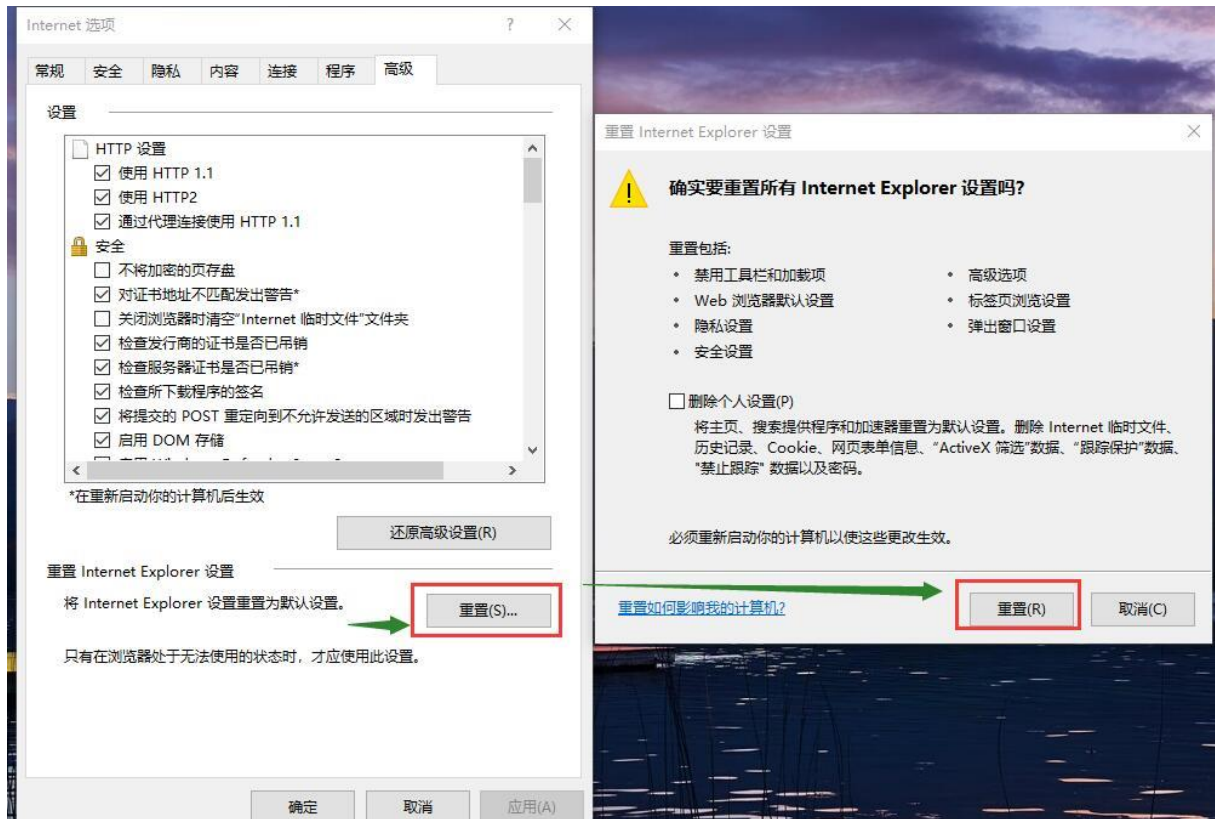 Internet 选项
?
常规 安全 隐私 内容 连接 程序 高级
设置
HTTP 设置
使用 HTTP 1.1
使用 HTTP2
通过代理连接使用 HTTP 1.1
安全
不将加密的页存盘
对证书地址不匹配发出警告*
关闭浏览器时清空“Internet 临时文件”文件夹
检查发行商的证书是否已吊销
检查服务器证书是否已吊销*
检查所下载程序的签名
将提交的 POST 重定向到不允许发送的区域时发出警告
启用 DOM 存储
*在重新启动你的计算机后生效
还原高级设置(R)
重置 Internet Explorer 设置
将 Internet Explorer 设置重置为默认设置。
重置(S)...
只有在浏览器处于无法使用的状态时，才应使用此设置。
确定 取消 应用(A)
重置 Internet Explorer 设置
确实要重置所有 Internet Explorer 设置吗?
重置包括:
• 禁用工具栏和加载项
• Web 浏览器默认设置
• 隐私设置
• 安全设置
• 高级选项
• 标签页浏览设置
• 弹出窗口设置
删除个人设置(P)
将主页、搜索提供程序和加速器重置为默认设置。删除 Internet 临时文件、
历史记录、Cookie、网页表单信息、“ActiveX 筛选”数据、“跟踪保护”数据、
"禁止跟踪" 数据以及密码。
必须重新启动你的计算机以使这些更改生效。
重置如何影响我的计算机?
重置(R) 取消(C)